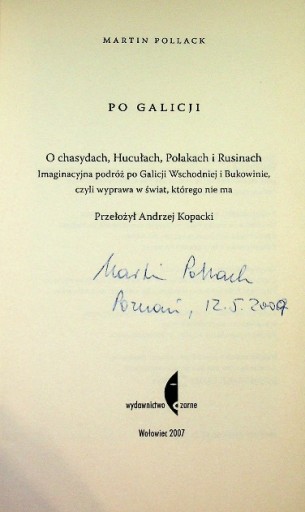 MARTIN POLLACK
PO GALICJI
O chasydach, Hucułach, Polakach i Rusinach
Imaginacyjna podróż po Galicji Wschodniej i Bukowinie,
czyli wyprawa w świat, którego nie ma
Przełożył Andrzej Kopacki
Martin Pollack
Poznań, 12.5.2009
wydawnictwo czarne
Wołowiec 2007